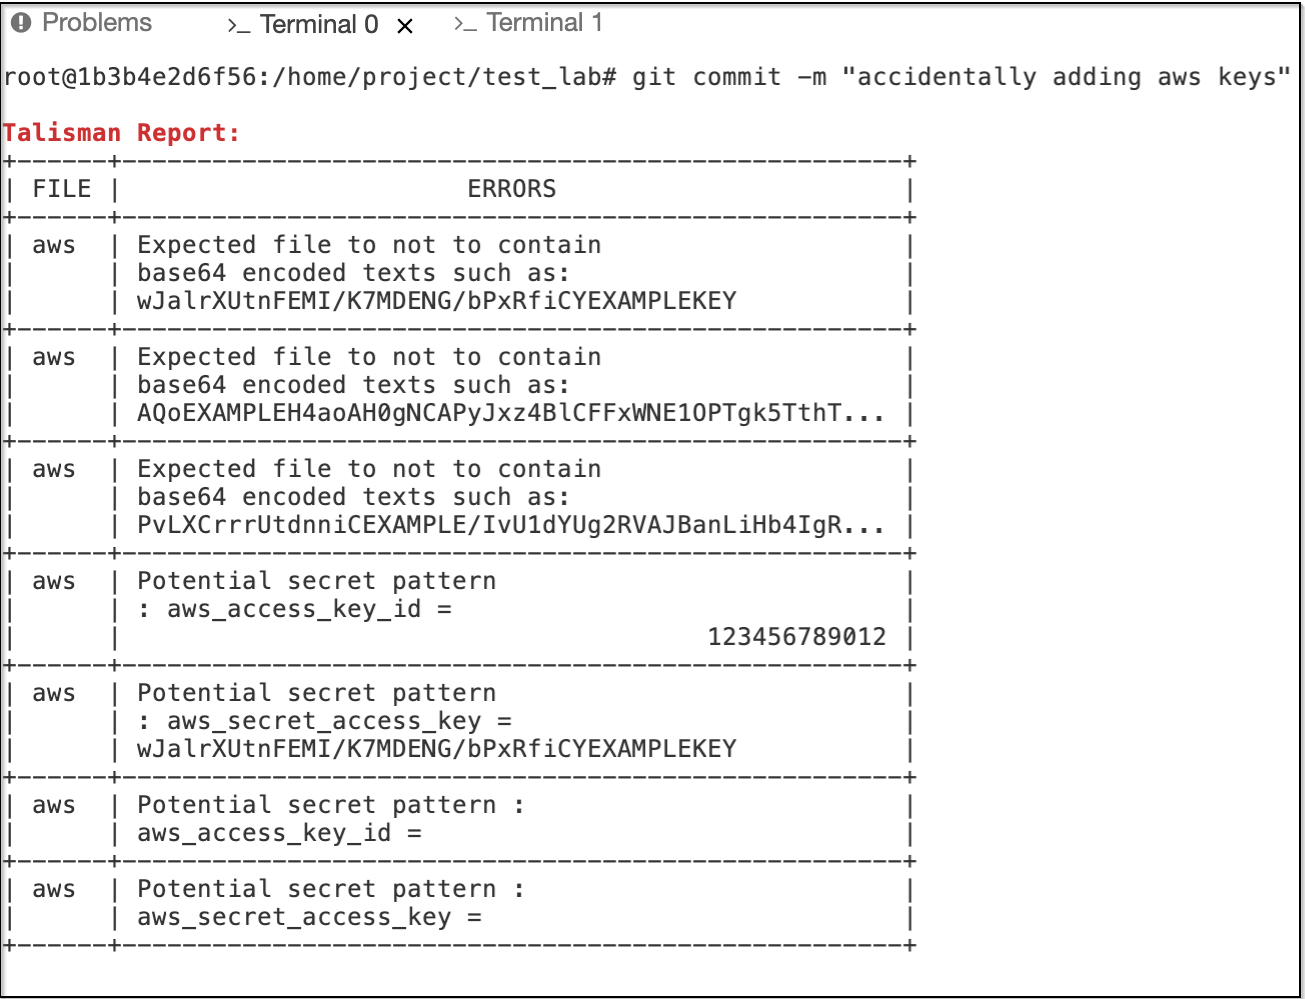 Problems >_ Terminal 0 × >_ Terminal 1
root@1b3b4e2d6f56:/home/project/test_lab# git commit -m "accidentally adding aws keys"
Talisman Report:
+------+----------------------------------------------------+
| FILE | ERRORS |
+------+----------------------------------------------------+
| aws | Expected file to not to contain |
| | base64 encoded texts such as: |
| | wJalrXUtnFEMI/K7MDENG/bPxRfiCYEXAMPLEKEY |
+------+----------------------------------------------------+
| aws | Expected file to not to contain |
| | base64 encoded texts such as: |
| | AQoEXAMPLEH4aoAH0gNCAPyJxz4BlCFFxWNE1OPTgk5TthT... |
+------+----------------------------------------------------+
| aws | Expected file to not to contain |
| | base64 encoded texts such as: |
| | PvLXCrrrUtdnniCEXAMPLE/IvU1dYUg2RVAJBanLiHb4IgR... |
+------+----------------------------------------------------+
| aws | Potential secret pattern |
| | : aws_access_key_id = |
| | 123456789012 |
+------+----------------------------------------------------+
| aws | Potential secret pattern |
| | : aws_secret_access_key = |
| | wJalrXUtnFEMI/K7MDENG/bPxRfiCYEXAMPLEKEY |
+------+----------------------------------------------------+
| aws | Potential secret pattern : |
| | aws_access_key_id = |
+------+----------------------------------------------------+
| aws | Potential secret pattern : |
| | aws_secret_access_key = |
+------+----------------------------------------------------+